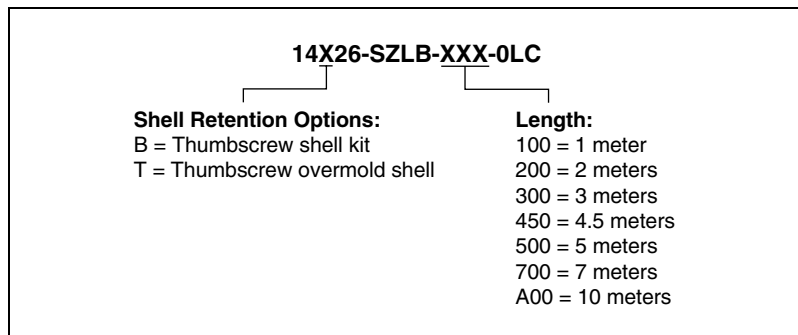 14X26-SZLB-XXX-0LC
Shell Retention Options:
B = Thumbscrew shell kit
T = Thumbscrew overmold shell
Length:
100 = 1 meter
200 = 2 meters
300 = 3 meters
450 = 4.5 meters
500 = 5 meters
700 = 7 meters
A00 = 10 meters